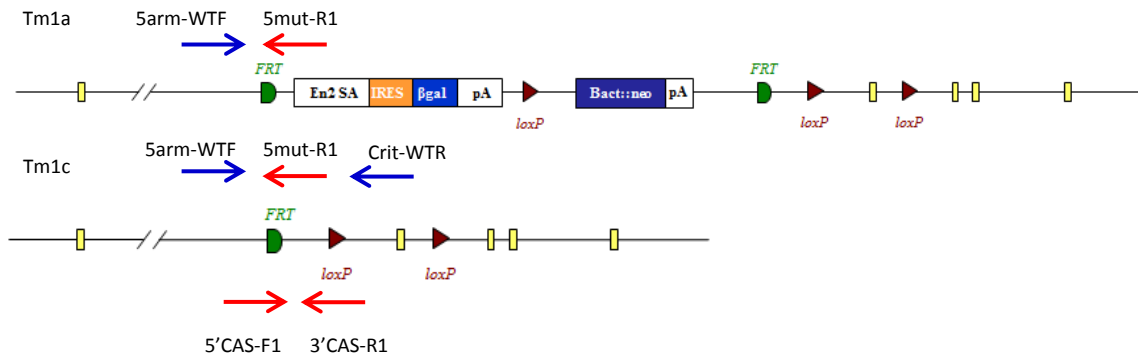 Tm1a 5arm-WTF 5mut-R1
FRT FRT
En2 SA IRES βgal pA Bact::neo pA
loxP loxP loxP
5arm-WTF 5mut-R1 Crit-WTR
Tm1c
FRT
loxP loxP
5’CAS-F1 3’CAS-R1